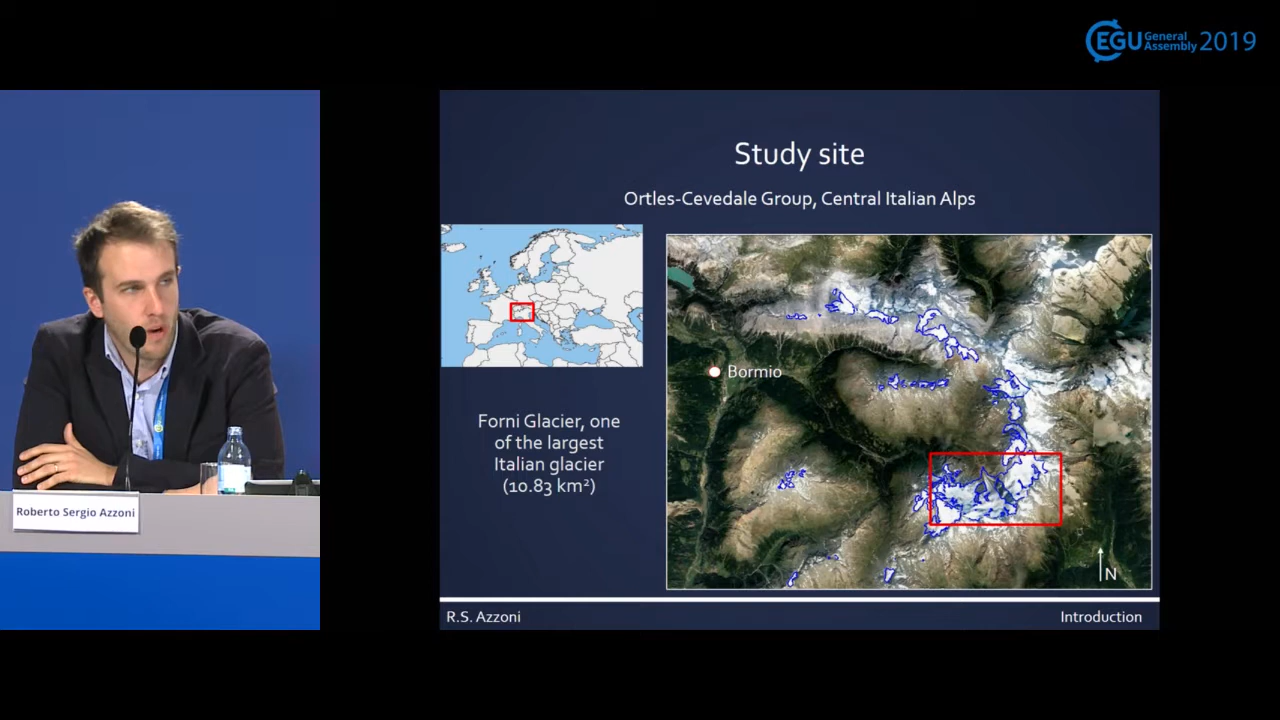 EGU General Assembly 2019
Study site
Ortles-Cevedale Group, Central Italian Alps
Bormio
Forni Glacier, one
of the largest
Italian glacier
(10.83 km²)
N
Roberto Sergio Azzoni
R.S. Azzoni
Introduction